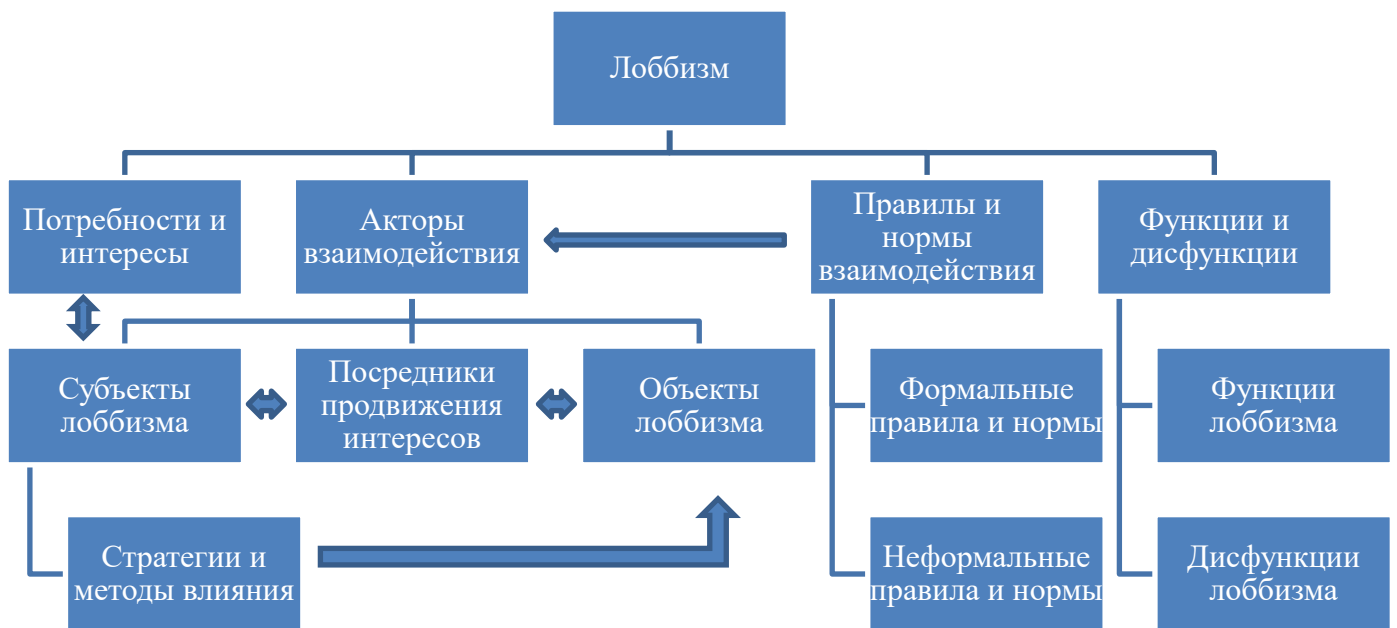 Лоббизм
Потребности и
интересы
Акторы
взаимодействия
Правилы и
нормы
взаимодействия
Функции и
дисфункции
Субъекты
лоббизма
Посредники
продвижения
интересов
Объекты
лоббизма
Формальные
правила и нормы
Функции
лоббизма
Стратегии и
методы влияния
Неформальные
правила и нормы
Дисфункции
лоббизма